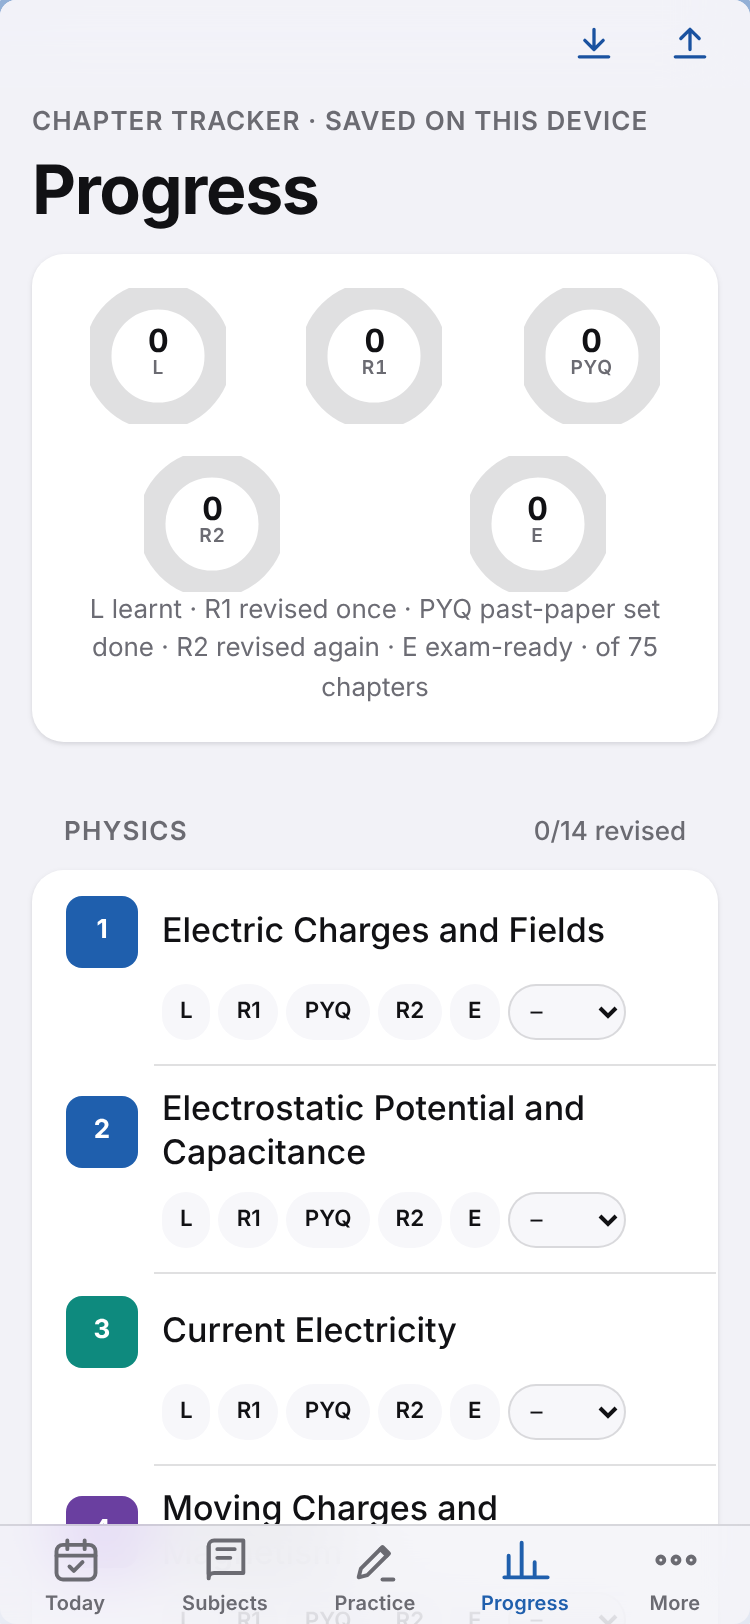 CHAPTER TRACKER · SAVED ON THIS DEVICE
Progress
0
L
0
R1
0
PYQ
0
R2
0
E
L learnt · R1 revised once · PYQ past-paper set
done · R2 revised again · E exam-ready · of 75
chapters
PHYSICS 0/14 revised
1 Electric Charges and Fields
L R1 PYQ R2 E –
2 Electrostatic Potential and
Capacitance
L R1 PYQ R2 E –
3 Current Electricity
L R1 PYQ R2 E –
Moving Charges and
Today Subjects Practice Progress More